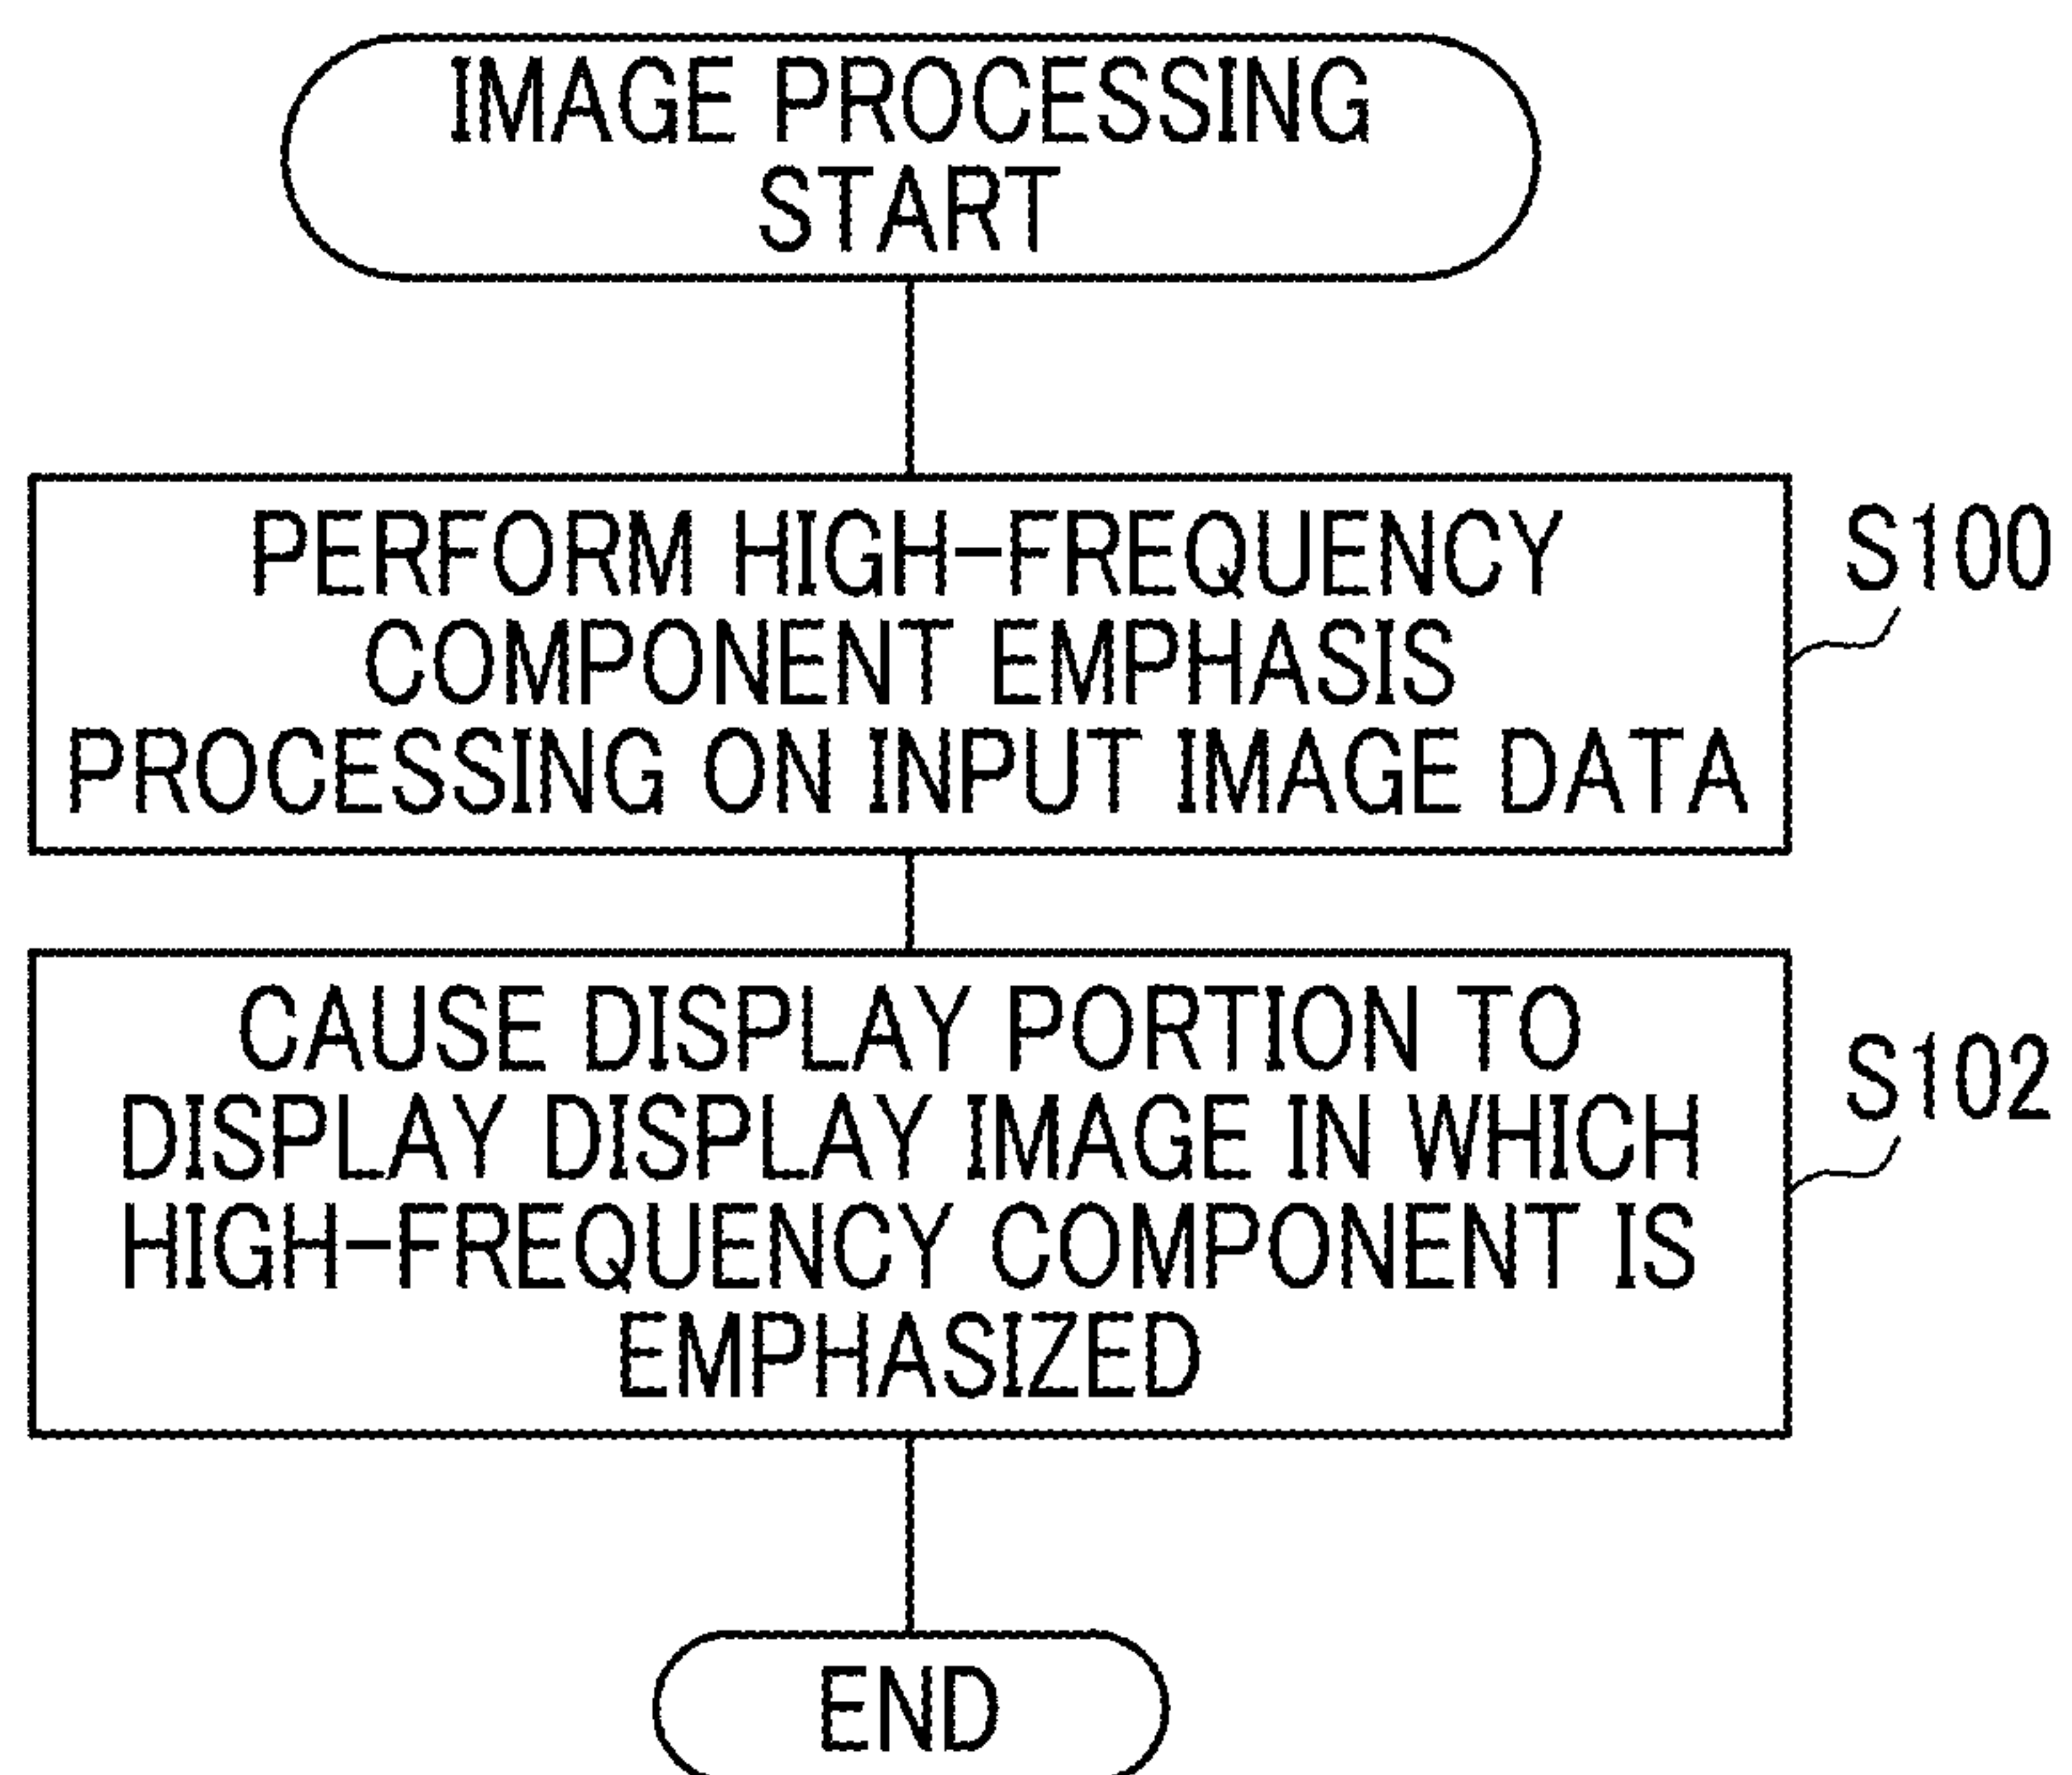 IMAGE PROCESSING
START
PERFORM HIGH-FREQUENCY
COMPONENT EMPHASIS
PROCESSING ON INPUT IMAGE DATA
S100
CAUSE DISPLAY PORTION TO
DISPLAY DISPLAY IMAGE IN WHICH
HIGH-FREQUENCY COMPONENT IS
EMPHASIZED
S102
END